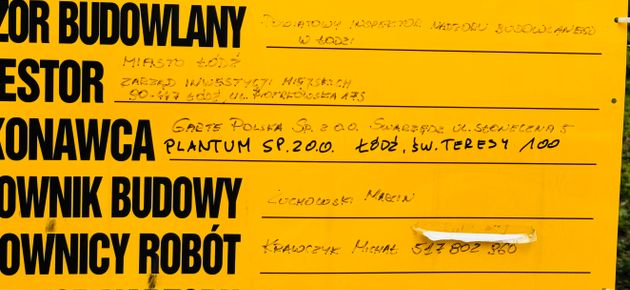 ZÓR BUDOWLANY POWIATOWY INSPEKTOR NADZORU BUDOWLANEGO
W ŁODZI
MIASTO ŁÓDŹ
ESTOR ZARZĄD INWESTYCJI MIEJSKICH
90-447 ŁÓDŹ, UL. PIOTRKOWSKA 175
GARTE POLSKA SP. Z O.O. SWARZĘDZ UL. SŁONECZNA 5
KONAWCA PLANTUM SP. Z O.O. ŁÓDŹ, ŚW. TERESY 100
OWNIK BUDOWY ŻUCHOWSKI MARCIN
OWNICY ROBÓT KRAWCZYK MICHAŁ 517 802 960